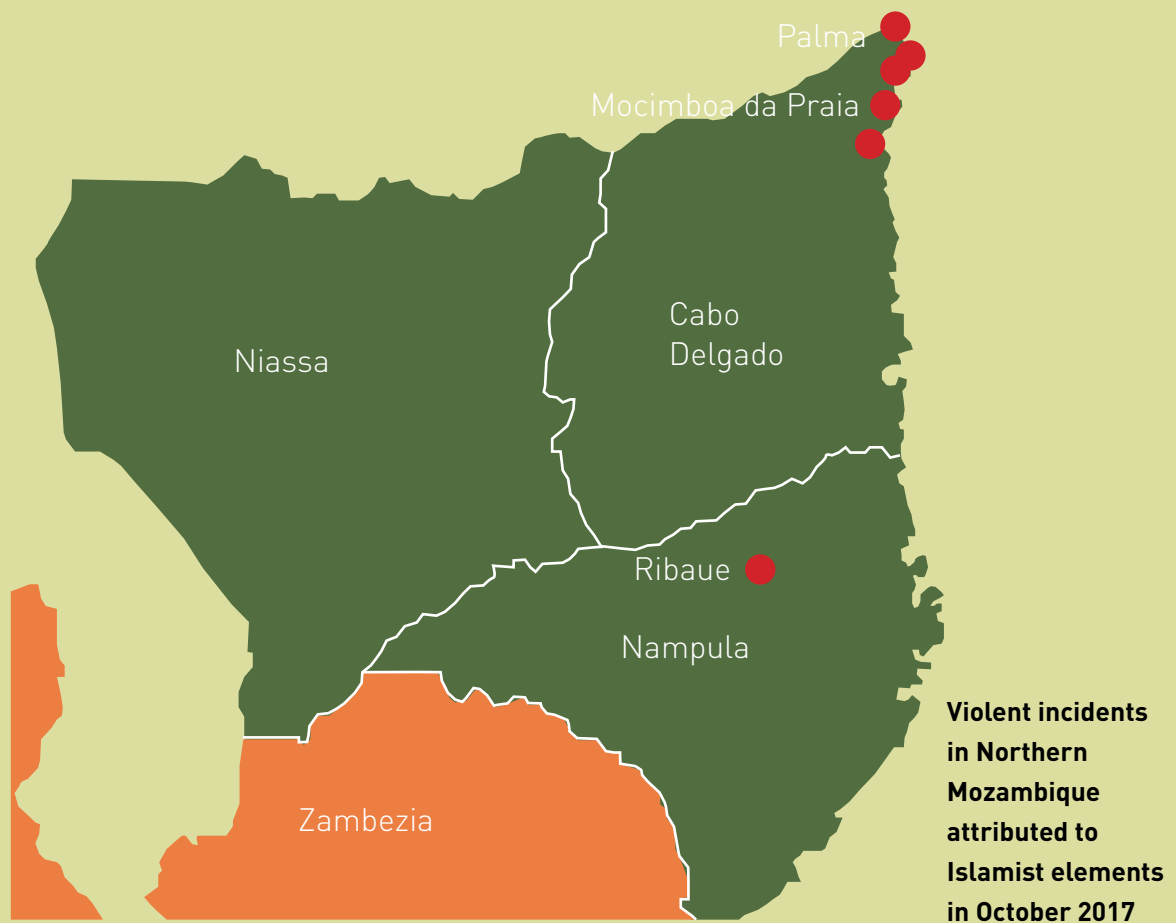 Palma
Mocimboa da Praia
Cabo
Delgado
Niassa
Ribaue
Nampula
Zambezia
Violent incidents
in Northern
Mozambique
attributed to
Islamist elements
in October 2017